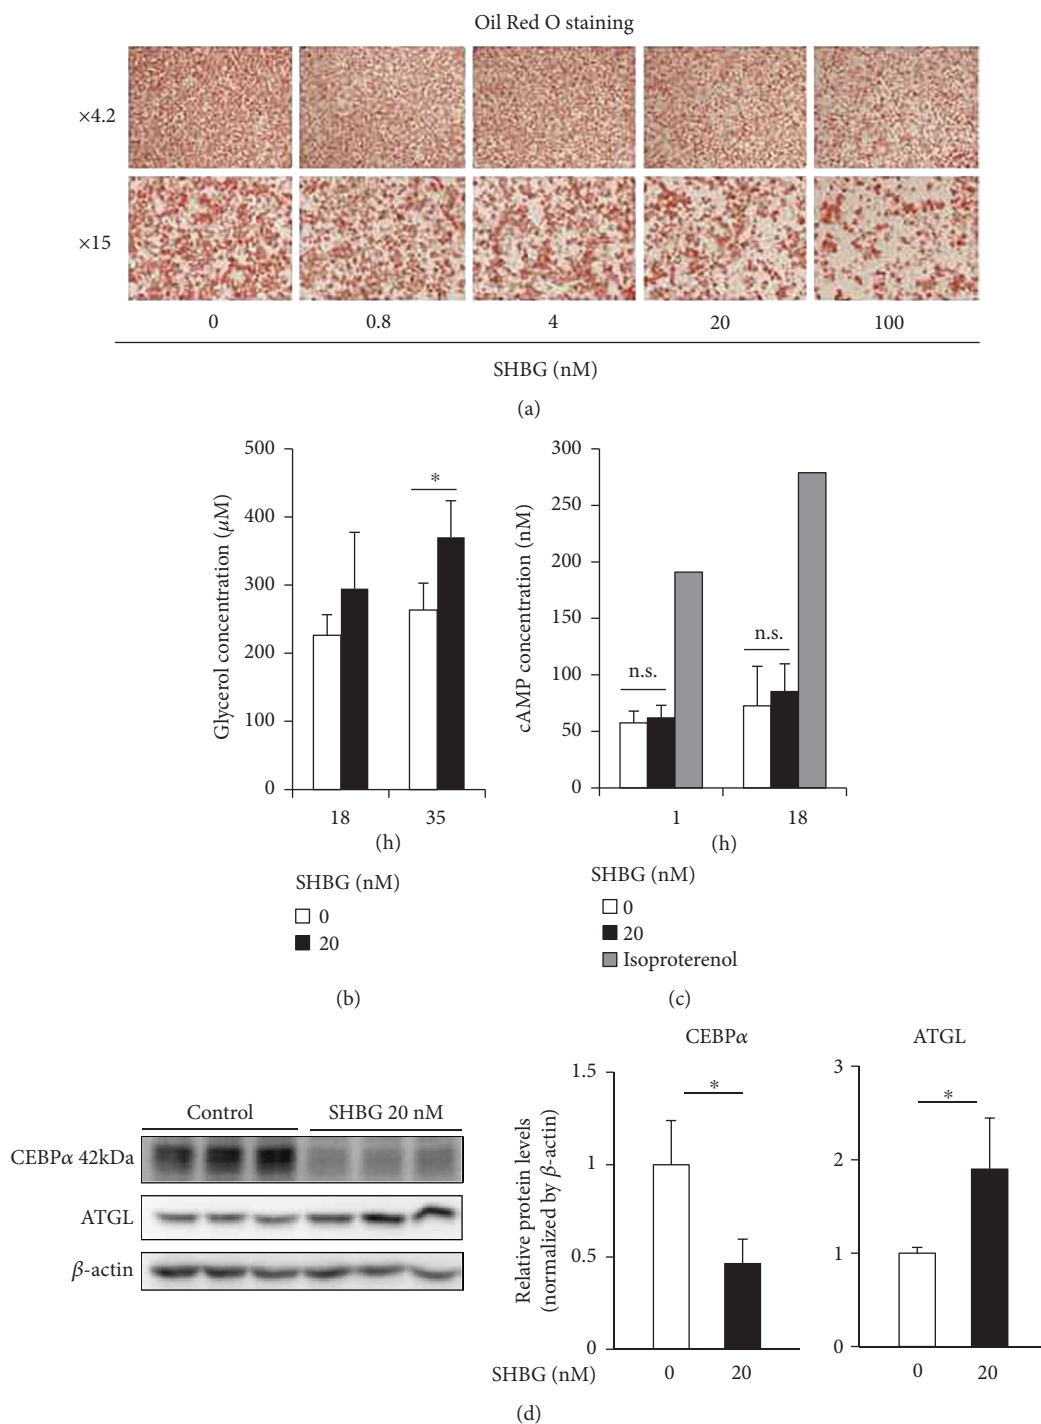 Oil Red O staining
×4.2
×15
0 0.8 4 20 100
SHBG (nM)
(a)
500
400
300
200
100
0
Glycerol concentration (μM)
*
18 35
(h)
SHBG (nM)
0
20
(b)
300
250
200
150
100
50
0
cAMP concentration (nM)
n.s.
n.s.
1 18
(h)
SHBG (nM)
0
20
Isoproterenol
(c)
Control SHBG 20 nM
CEBPα 42kDa
ATGL
β-actin
CEBPα
1.5
1
0.5
0
Relative protein levels
(normalized by β-actin)
*
SHBG (nM) 0 20
ATGL
3
2
1
0
*
0 20
(d)